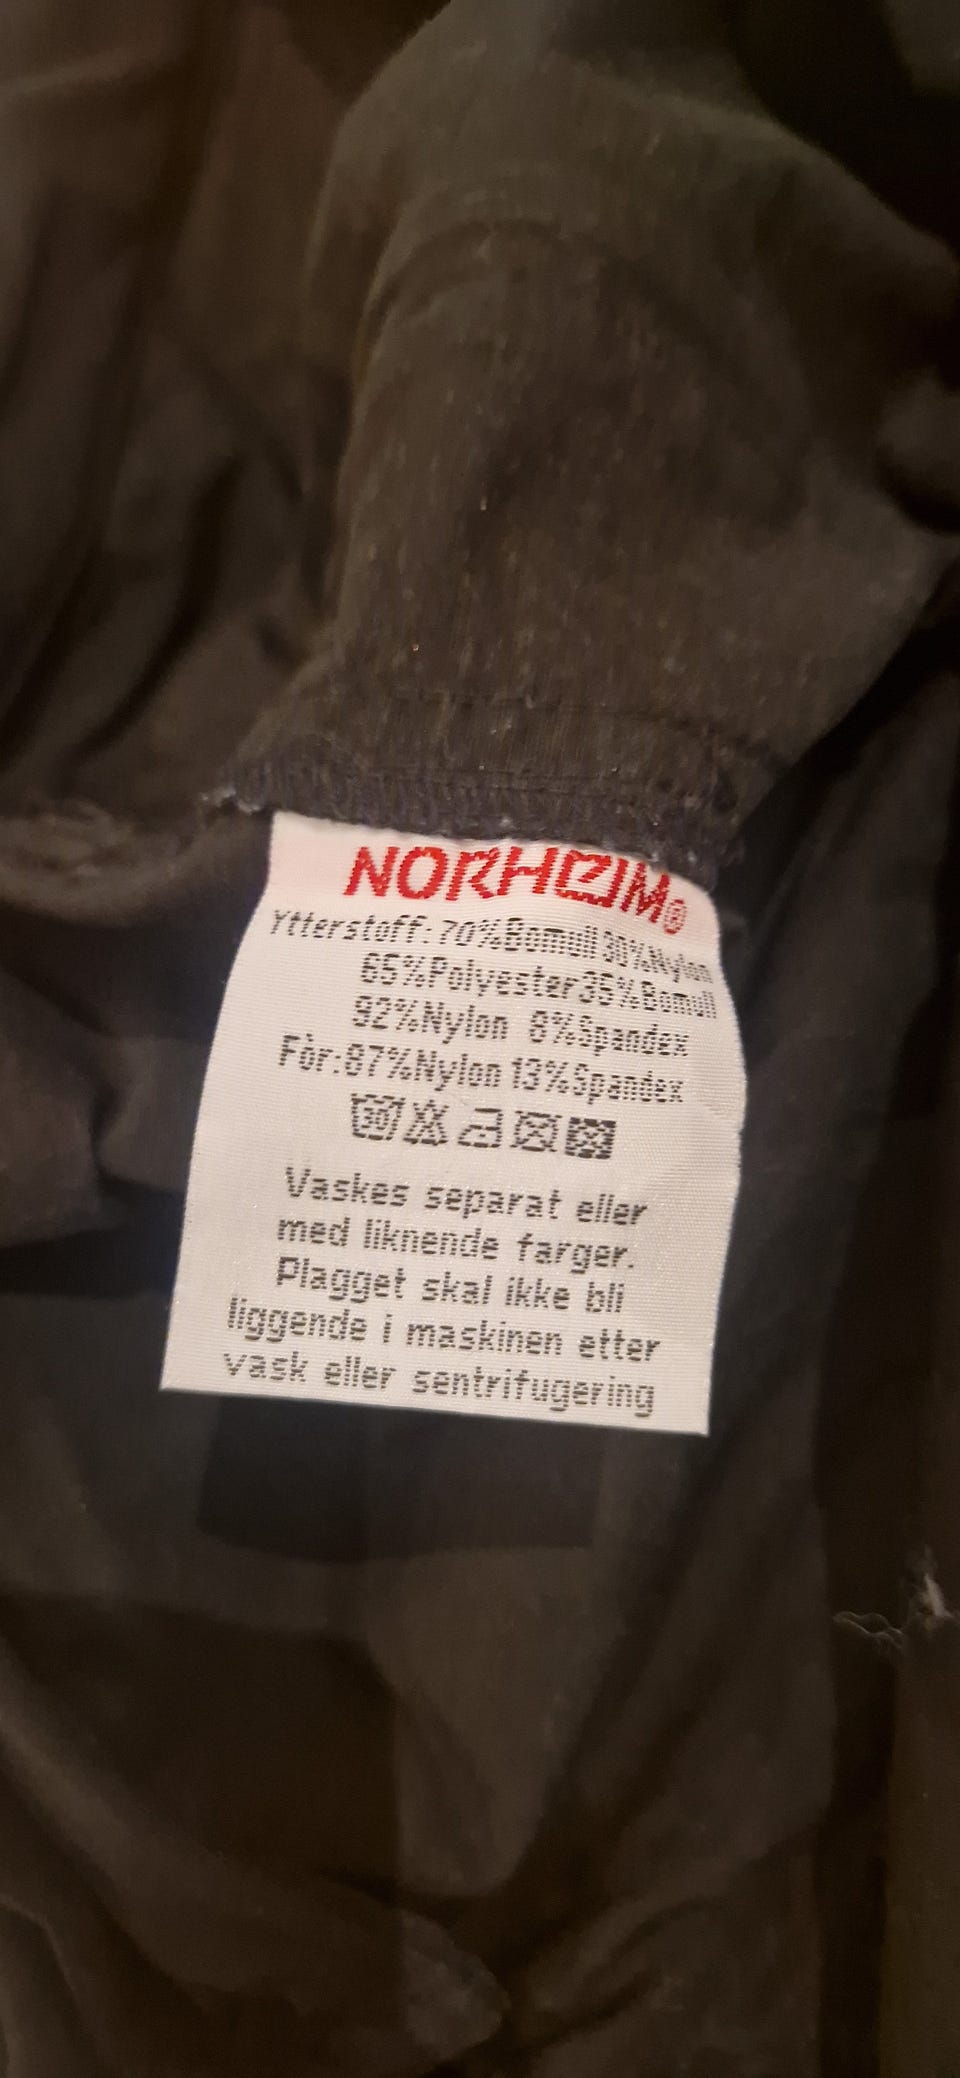 NORHEIM®
Ytterstoff: 70%Bomull 30%Nylon
65%Polyester 35%Bomull
92%Nylon 8%Spandex
Fòr:87%Nylon 13%Spandex
30
Vaskes separat eller
med liknende farger.
Plagget skal ikke bli
liggende i maskinen etter
vask eller sentrifugering